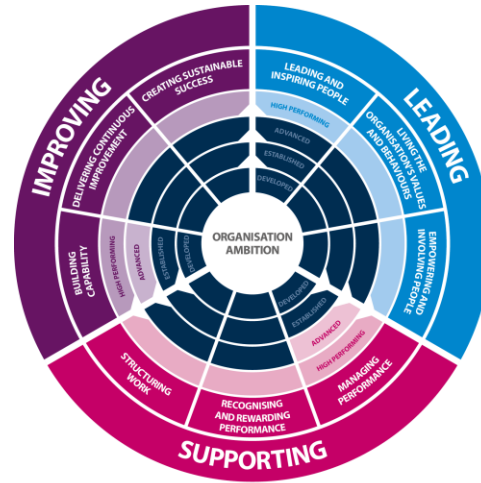 IMPROVING
LEADING
SUPPORTING
CREATING SUSTAINABLE
SUCCESS
DELIVERING CONTINUOUS
IMPROVEMENT
BUILDING
CAPABILITY
LEADING AND
INSPIRING PEOPLE
LIVING THE
ORGANISATION'S VALUES
AND BEHAVIOURS
EMPOWERING AND
INVOLVING PEOPLE
MANAGING
PERFORMANCE
RECOGNISING
AND REWARDING
PERFORMANCE
STRUCTURING
WORK
HIGH PERFORMING
ADVANCED
ESTABLISHED
DEVELOPED
HIGH PERFORMING
ADVANCED
ESTABLISHED
DEVELOPED
ORGANISATION
AMBITION
DEVELOPED
ESTABLISHED
ADVANCED
HIGH PERFORMING